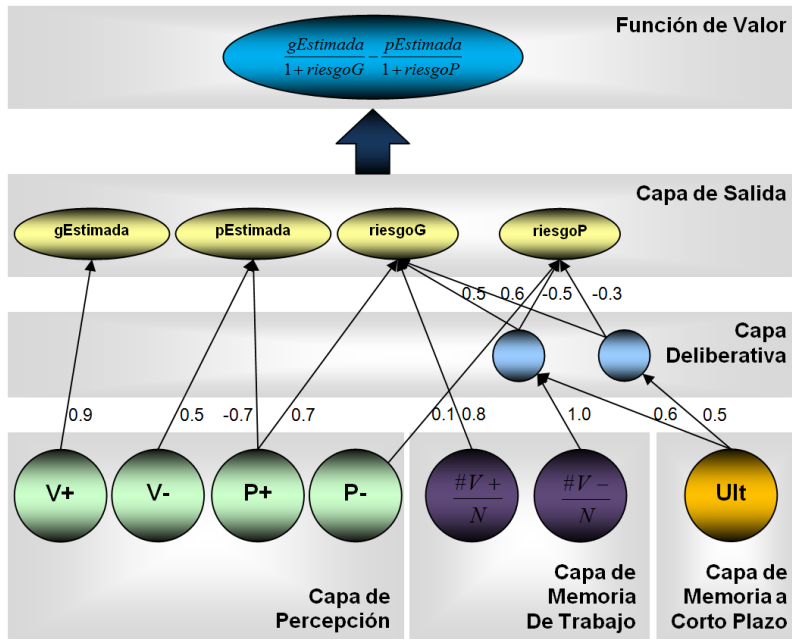 Función de Valor
gEstimada / 1 + riesgoG − pEstimada / 1 + riesgoP
Capa de Salida
gEstimada pEstimada riesgoG riesgoP
0.5 0.6 -0.5 -0.3
Capa
Deliberativa
0.9 0.5 -0.7 0.7 0.1 0.8 1.0 0.6 0.5
V+ V- P+ P- #V + / N #V − / N Ult
Capa de
Percepción
Capa de
Memoria
De Trabajo
Capa de
Memoria a
Corto Plazo